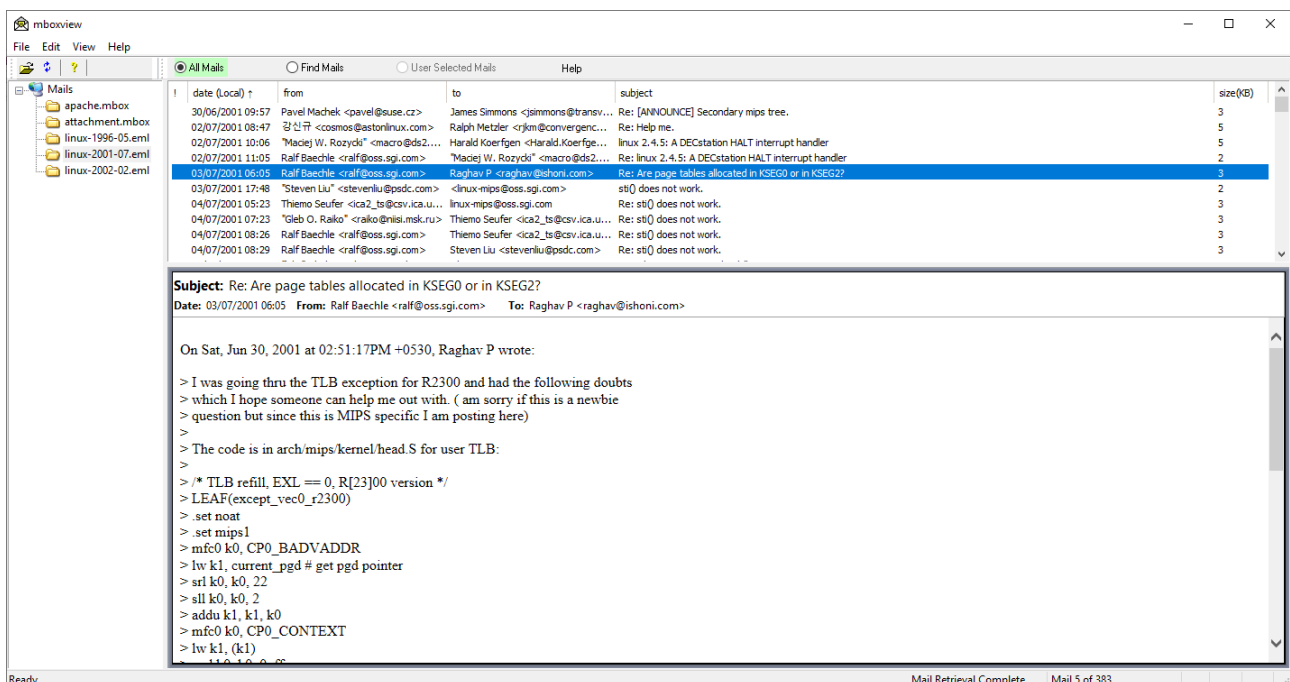 mboxview
File Edit View Help
All Mails Find Mails User Selected Mails Help
Mails
apache.mbox
attachment.mbox
linux-1996-05.eml
linux-2001-07.eml
linux-2002-02.eml
! date (Local) ↑ from to subject size(KB)
30/06/2001 09:57 Pavel Machek <pavel@suse.cz> James Simmons <jsimmons@transv... Re: [ANNOUNCE] Secondary mips tree. 3
02/07/2001 08:47 강신규 <cosmos@astonlinux.com> Ralph Metzler <rjkm@convergenc... Re: Help me. 5
02/07/2001 10:06 "Maciej W. Rozycki" <macro@ds2.... Harald Koerfgen <Harald.Koerfge... linux 2.4.5: A DECstation HALT interrupt handler 5
02/07/2001 11:05 Ralf Baechle <ralf@oss.sgi.com> "Maciej W. Rozycki" <macro@ds2.... Re: linux 2.4.5: A DECstation HALT interrupt handler 2
03/07/2001 06:05 Ralf Baechle <ralf@oss.sgi.com> Raghav P <raghav@ishoni.com> Re: Are page tables allocated in KSEG0 or in KSEG2? 3
03/07/2001 17:48 "Steven Liu" <stevenliu@psdc.com> <linux-mips@oss.sgi.com> sti() does not work. 2
04/07/2001 05:23 Thiemo Seufer <ica2_ts@csv.ica.u... linux-mips@oss.sgi.com Re: sti() does not work. 3
04/07/2001 07:23 "Gleb O. Raiko" <raiko@niisi.msk.ru> Thiemo Seufer <ica2_ts@csv.ica.u... Re: sti() does not work. 3
04/07/2001 08:26 Ralf Baechle <ralf@oss.sgi.com> Thiemo Seufer <ica2_ts@csv.ica.u... Re: sti() does not work. 3
04/07/2001 08:29 Ralf Baechle <ralf@oss.sgi.com> Steven Liu <stevenliu@psdc.com> Re: sti() does not work. 3
Subject: Re: Are page tables allocated in KSEG0 or in KSEG2?
Date: 03/07/2001 06:05 From: Ralf Baechle <ralf@oss.sgi.com> To: Raghav P <raghav@ishoni.com>
On Sat, Jun 30, 2001 at 02:51:17PM +0530, Raghav P wrote:
> I was going thru the TLB exception for R2300 and had the following doubts
> which I hope someone can help me out with. ( am sorry if this is a newbie
> question but since this is MIPS specific I am posting here)
>
> The code is in arch/mips/kernel/head.S for user TLB:
>
> /* TLB refill, EXL == 0, R[23]00 version */
> LEAF(except_vec0_r2300)
> .set noat
> .set mips1
> mfc0 k0, CP0_BADVADDR
> lw k1, current_pgd # get pgd pointer
> srl k0, k0, 22
> sll k0, k0, 2
> addu k1, k1, k0
> mfc0 k0, CP0_CONTEXT
> lw k1, (k1)
Ready Mail Retrieval Complete Mail 5 of 383